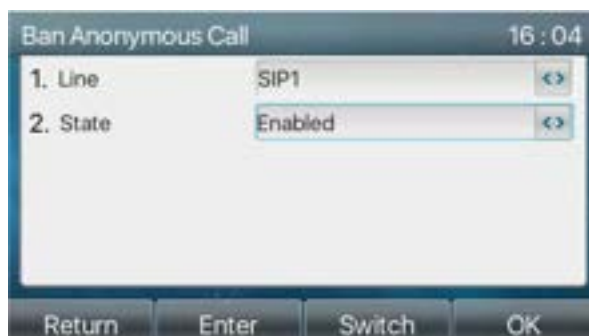 Ban Anonymous Call 16:04
1. Line SIP1
2. State Enabled
Return Enter Switch OK